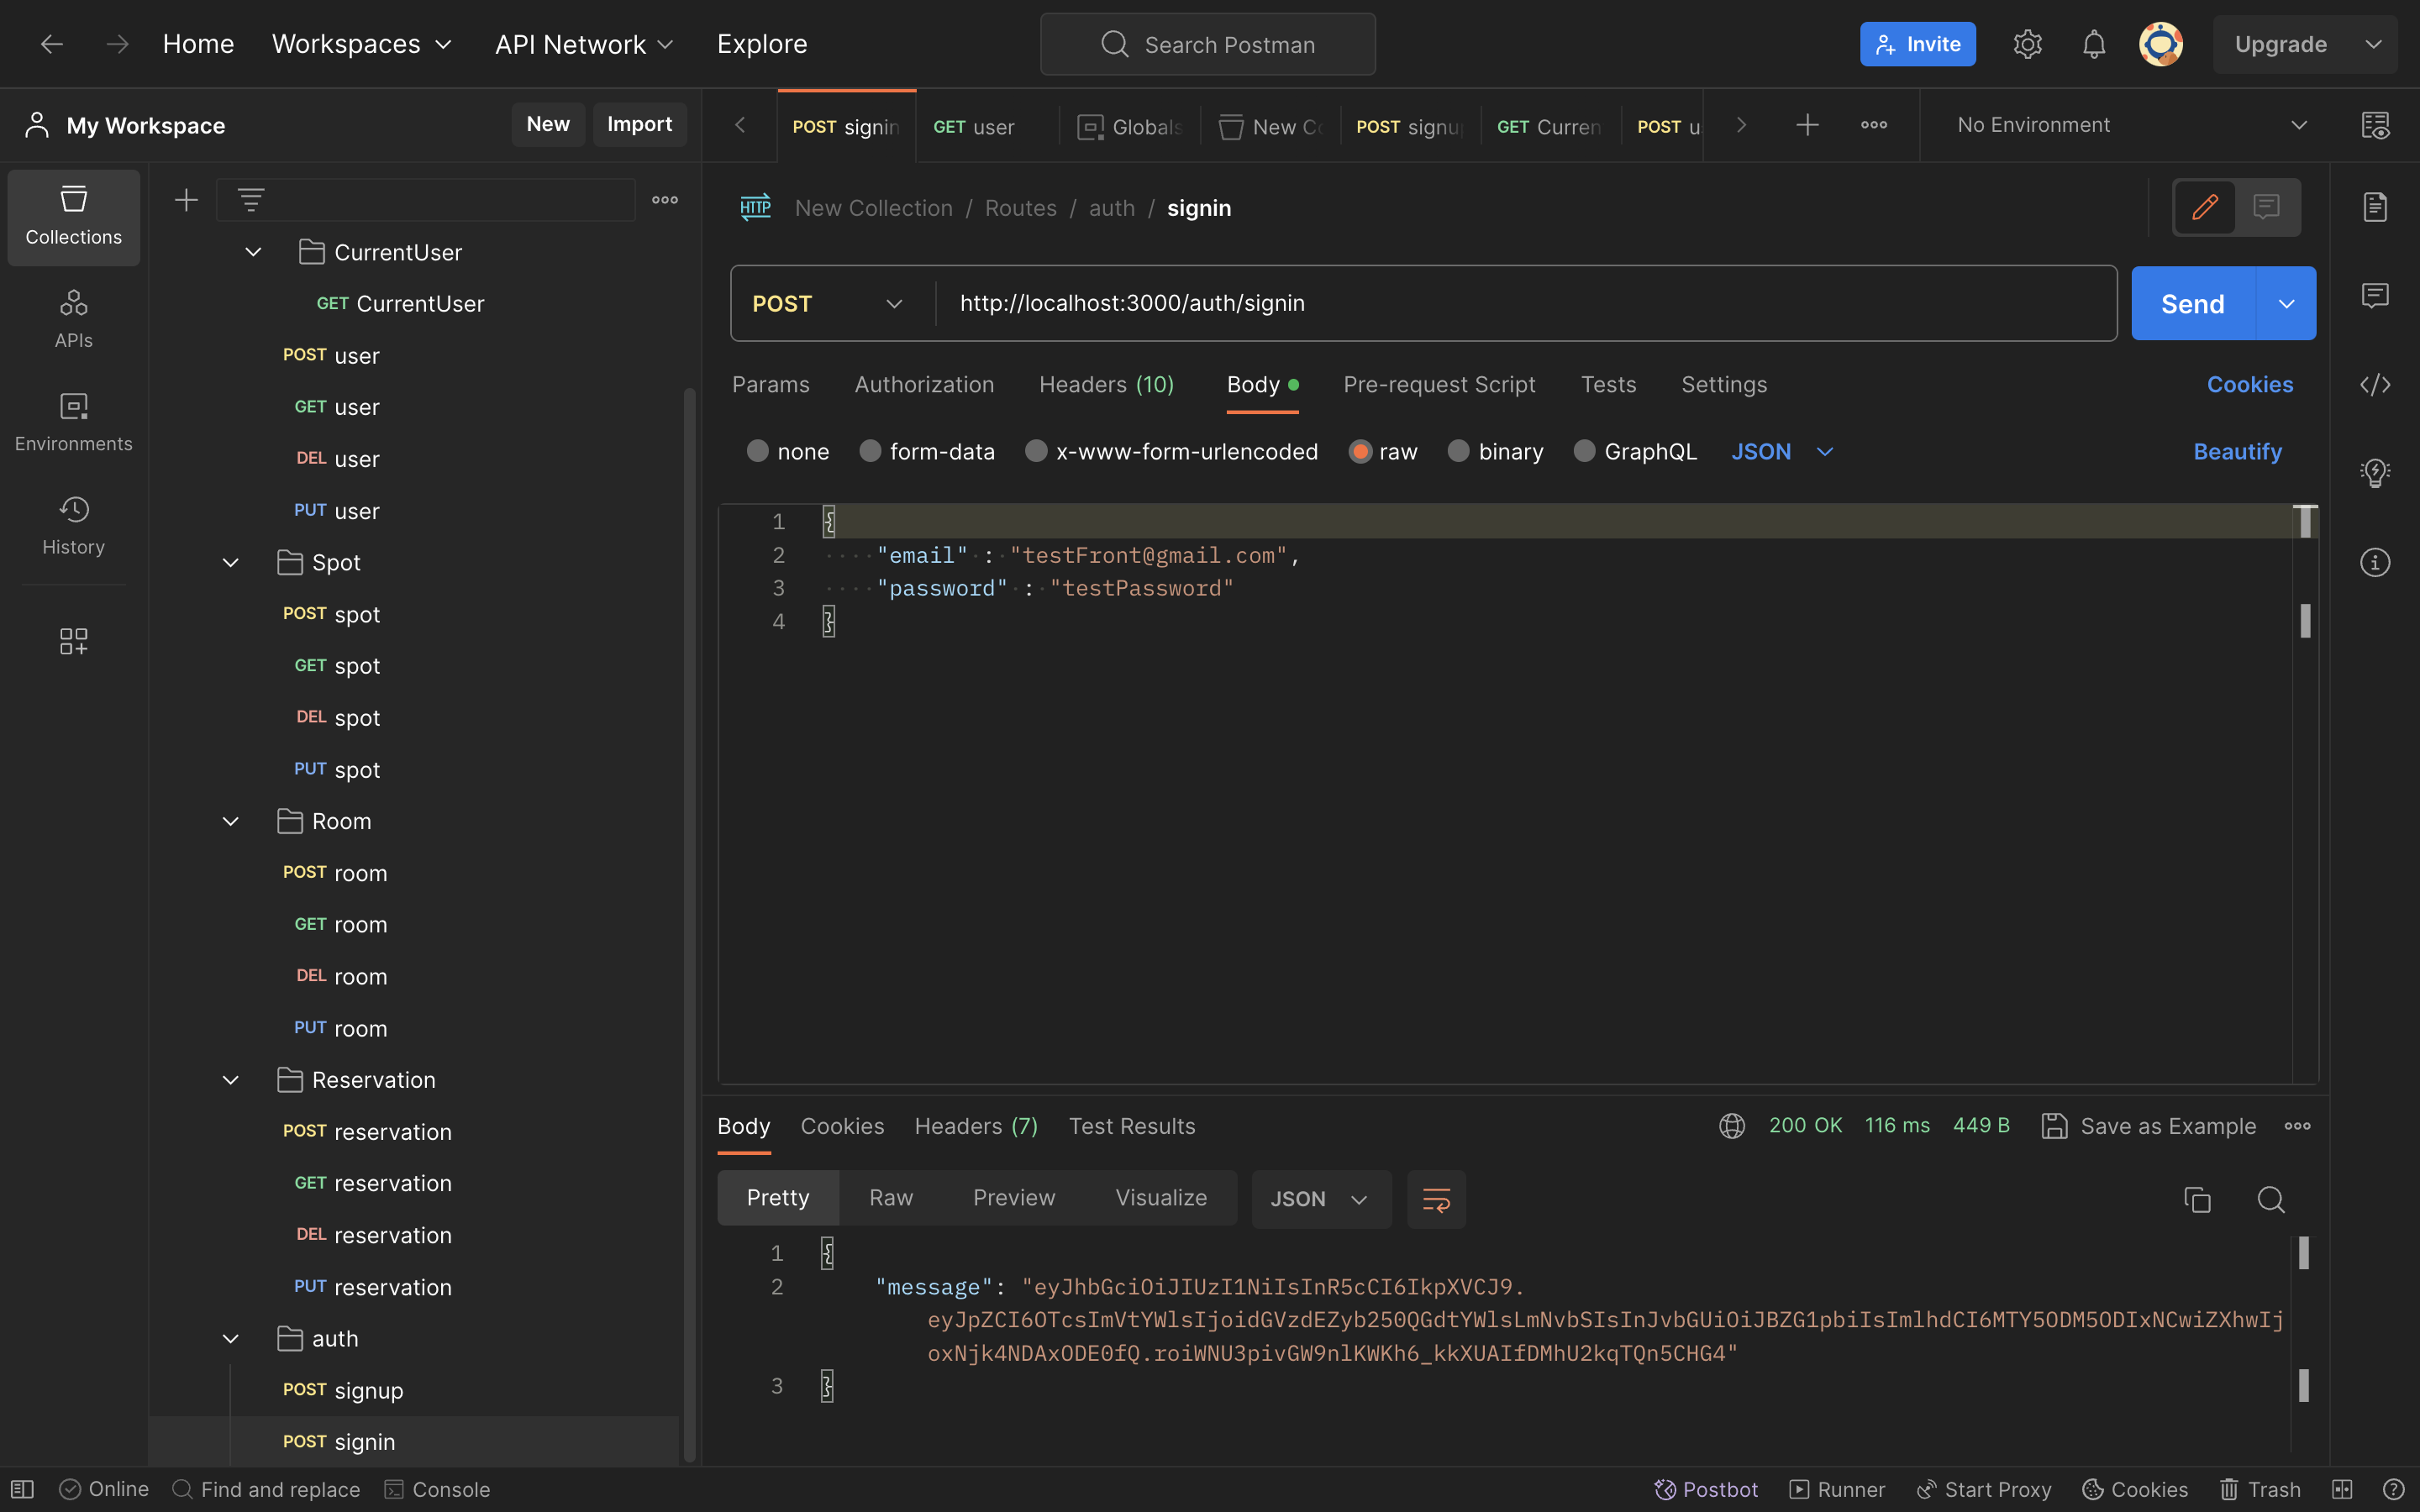 Home Workspaces API Network Explore Search Postman Invite Upgrade
My Workspace New Import
POST signin GET user Globals New Co POST signu GET Curren POST u No Environment
Collections
APIs
Environments
History
CurrentUser
GET CurrentUser
POST user
GET user
DEL user
PUT user
Spot
POST spot
GET spot
DEL spot
PUT spot
Room
POST room
GET room
DEL room
PUT room
Reservation
POST reservation
GET reservation
DEL reservation
PUT reservation
auth
POST signup
POST signin
HTTP New Collection / Routes / auth / signin
POST http://localhost:3000/auth/signin Send
Params Authorization Headers (10) Body Pre-request Script Tests Settings Cookies
none form-data x-www-form-urlencoded raw binary GraphQL JSON Beautify
1 {
2 "email" : "testFront@gmail.com",
3 "password" : "testPassword"
4 }
Body Cookies Headers (7) Test Results 200 OK 116 ms 449 B Save as Example
Pretty Raw Preview Visualize JSON
1 {
2 "message": "eyJhbGciOiJIUzI1NiIsInR5cCI6IkpXVCJ9.
eyJpZCI6OTcsImVtYWlsIjoidGVzdEZyb250QGdtYWlsLmNvbSIsInJvbGUiOiJBZG1pbiIsImlhdCI6MTY5ODM5ODIxNCwiZXhwIj
oxNjk4NDAxODE0fQ.roiWNU3pivGW9nlKWKh6_kkXUAIfDMhU2kqTQn5CHG4"
3 }
Online Find and replace Console Postbot Runner Start Proxy Cookies Trash